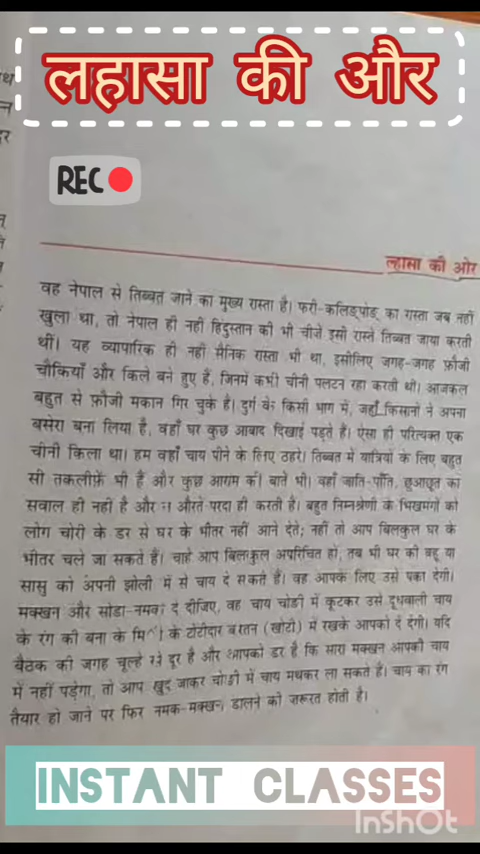 लहासा की और
REC
ल्हासा की ओर
वह नेपाल से तिब्बत जाने का मुख्य रास्ता है। फरी-कलिङ्पोङ् का रास्ता जब नहीं
खुला था, तो नेपाल ही नहीं हिंदुस्तान की भी चीजें इसी रास्ते तिब्बत जाया करती
थीं। यह व्यापारिक ही नहीं सैनिक रास्ता भी था, इसीलिए जगह-जगह फ़ौजी
चौकियाँ और किले बने हुए हैं, जिनमें कभी चीनी पलटन रहा करती थी। आजकल
बहुत से फ़ौजी मकान गिर चुके हैं। दुर्ग के किसी भाग में, जहाँ किसानों ने अपना
बसेरा बना लिया है, वहाँ घर कुछ आबाद दिखाई पड़ते हैं। ऐसा ही परित्यक्त एक
चीनी किला था। हम वहाँ चाय पीने के लिए ठहरे। तिब्बत में यात्रियों के लिए बहुत
सी तकलीफ़ें भी हैं और कुछ आराम की बातें भी। वहाँ जाति-पाँति, छुआछूत का
सवाल ही नहीं है और न औरतें परदा ही करती हैं। बहुत निम्नश्रेणी के भिखमंगों को
लोग चोरी के डर से घर के भीतर नहीं आने देते; नहीं तो आप बिलकुल घर के
भीतर चले जा सकते हैं। चाहे आप बिलकुल अपरिचित हों, तब भी घर की बहू या
सासु को अपनी झोली में से चाय दे सकते हैं। वह आपके लिए उसे पका देगी।
मक्खन और सोडा-नमक दे दीजिए, वह चाय चोङी में कूटकर उसे दूधवाली चाय
के रंग की बना के मिट्टी के टोटीदार बरतन (खोटी) में रखके आपको दे देगी। यदि
बैठक की जगह चूल्हे से दूर है और आपको डर है कि सारा मक्खन आपकी चाय
में नहीं पड़ेगा, तो आप खुद जाकर चोङी में चाय मथकर ला सकते हैं। चाय का रंग
तैयार हो जाने पर फिर नमक-मक्खन डालने की ज़रूरत होती है।
INSTANT CLASSES
InShOt